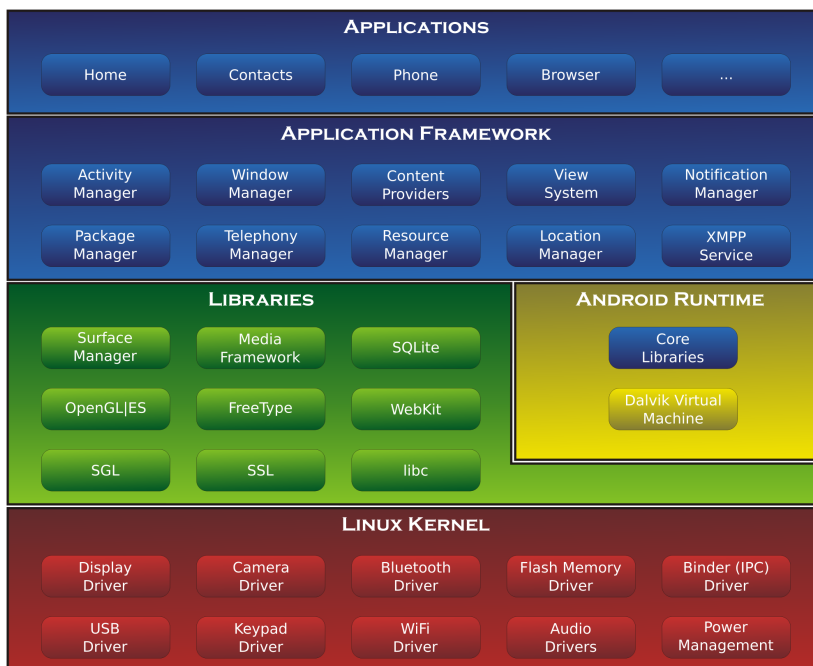 APPLICATIONS
Home
Contacts
Phone
Browser
...
APPLICATION FRAMEWORK
Activity
Manager
Window
Manager
Content
Providers
View
System
Notification
Manager
Package
Manager
Telephony
Manager
Resource
Manager
Location
Manager
XMPP
Service
LIBRARIES
Surface
Manager
Media
Framework
SQLite
OpenGL|ES
FreeType
WebKit
SGL
SSL
libc
ANDROID RUNTIME
Core
Libraries
Dalvik Virtual
Machine
LINUX KERNEL
Display
Driver
Camera
Driver
Bluetooth
Driver
Flash Memory
Driver
Binder (IPC)
Driver
USB
Driver
Keypad
Driver
WiFi
Driver
Audio
Drivers
Power
Management